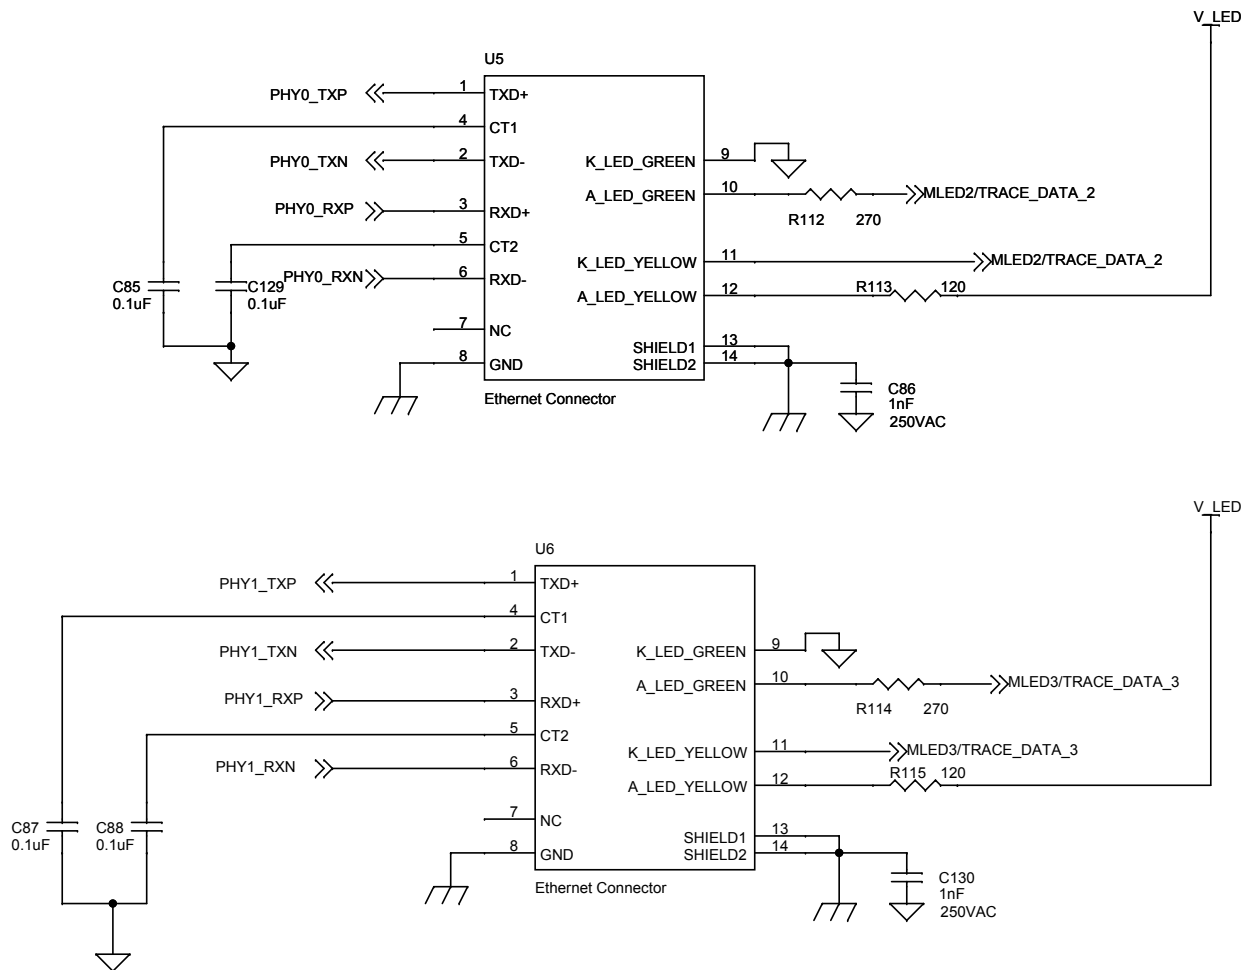 V_LED
U5
PHY0_TXP
1
TXD+
4
CT1
PHY0_TXN
2
TXD-
K_LED_GREEN
9
A_LED_GREEN
10
MLED2/TRACE_DATA_2
R112
270
PHY0_RXP
3
RXD+
5
CT2
K_LED_YELLOW
11
MLED2/TRACE_DATA_2
PHY0_RXN
6
RXD-
C85
0.1uF
C129
0.1uF
A_LED_YELLOW
12
R113
120
7
NC
SHIELD1
13
8
GND
SHIELD2
14
Ethernet Connector
C86
1nF
250VAC
V_LED
U6
PHY1_TXP
1
TXD+
4
CT1
PHY1_TXN
2
TXD-
K_LED_GREEN
9
A_LED_GREEN
10
MLED3/TRACE_DATA_3
R114
270
PHY1_RXP
3
RXD+
5
CT2
K_LED_YELLOW
11
MLED3/TRACE_DATA_3
PHY1_RXN
6
RXD-
A_LED_YELLOW
12
R115
120
C87
0.1uF
C88
0.1uF
7
NC
SHIELD1
13
8
GND
SHIELD2
14
Ethernet Connector
C130
1nF
250VAC